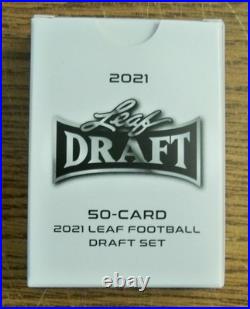 2021
Leaf
DRAFT
50-CARD
2021 LEAF FOOTBALL
DRAFT SET